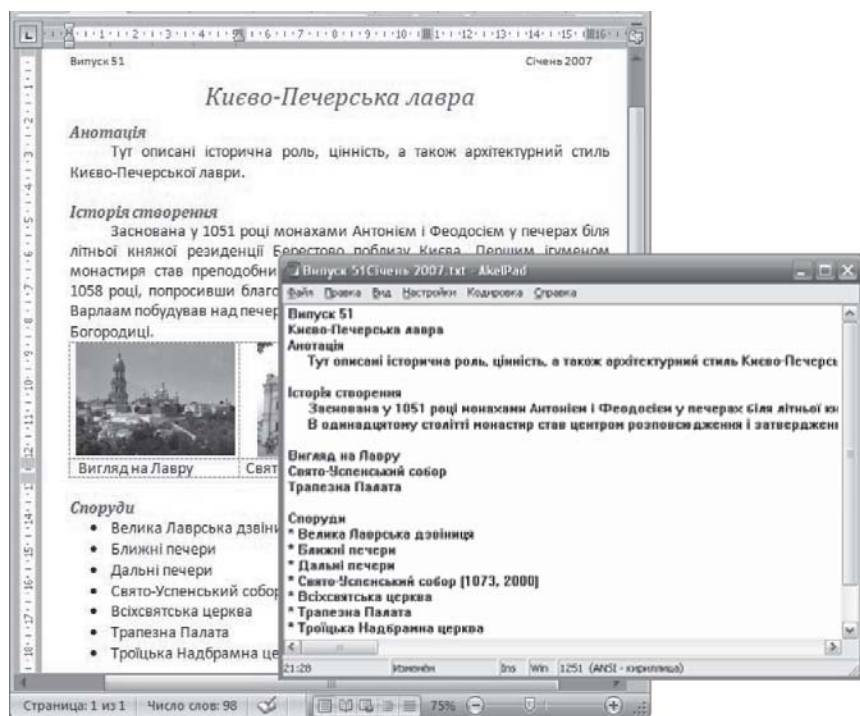 Випуск 51 Січень 2007
Києво-Печерська лавра
Анотація
Тут описані історична роль, цінність, а також архітектурний стиль
Києво-Печерської лаври.
Історія створення
Заснована у 1051 році монахами Антонієм і Феодосієм у печерах біля
літньої княжої резиденції Берестово поблизу Києва. Першим ігуменом
монастиря став преподобни
1058 році, попросивши благо
Варлаам побудував над печер
Богородиці.
Вигляд на Лавру Свят
Споруди
• Велика Лаврська дзвіни
• Ближні печери
• Дальні печери
• Свято-Успенський собор
• Всіхсвятська церква
• Трапезна Палата
• Троїцька Надбрамна це
Страница: 1 из 1 Число слов: 98 75%
Випуск 51Січень 2007.txt - AkelPad
Файл Правка Вид Настройки Кодировка Справка
Випуск 51
Києво-Печерська лавра
Анотація
Тут описані історична роль, цінність, а також архітектурний стиль Києво-Печерсь
Історія створення
Заснована у 1051 році монахами Антонієм і Феодосієм у печерах біля літньої кн
В одинадцятому столітті монастир став центром розповсюдження і затверджен
Вигляд на Лавру
Свято-Успенський собор
Трапезна Палата
Споруди
* Велика Лаврська дзвіниця
* Ближні печери
* Дальні печери
* Свято-Успенський собор (1073, 2000)
* Всіхсвятська церква
* Трапезна Палата
* Троїцька Надбрамна церква
21:28 Изменён Ins Win 1251 (ANSI - кириллица)